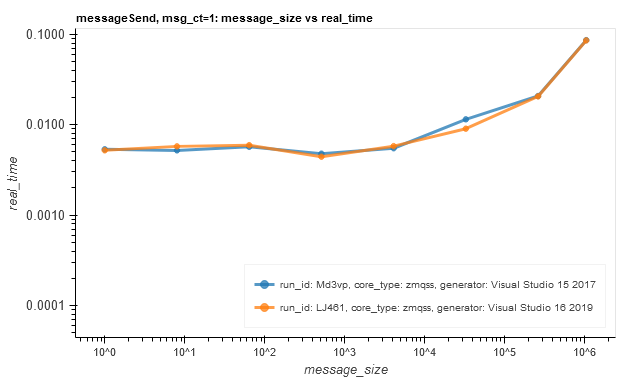 messageSend, msg_ct=1: message_size vs real_time
0.1000
0.0100
0.0010
0.0001
real_time
run_id: Md3vp, core_type: zmqss, generator: Visual Studio 15 2017
run_id: LJ461, core_type: zmqss, generator: Visual Studio 16 2019
10^0 10^1 10^2 10^3 10^4 10^5 10^6
message_size